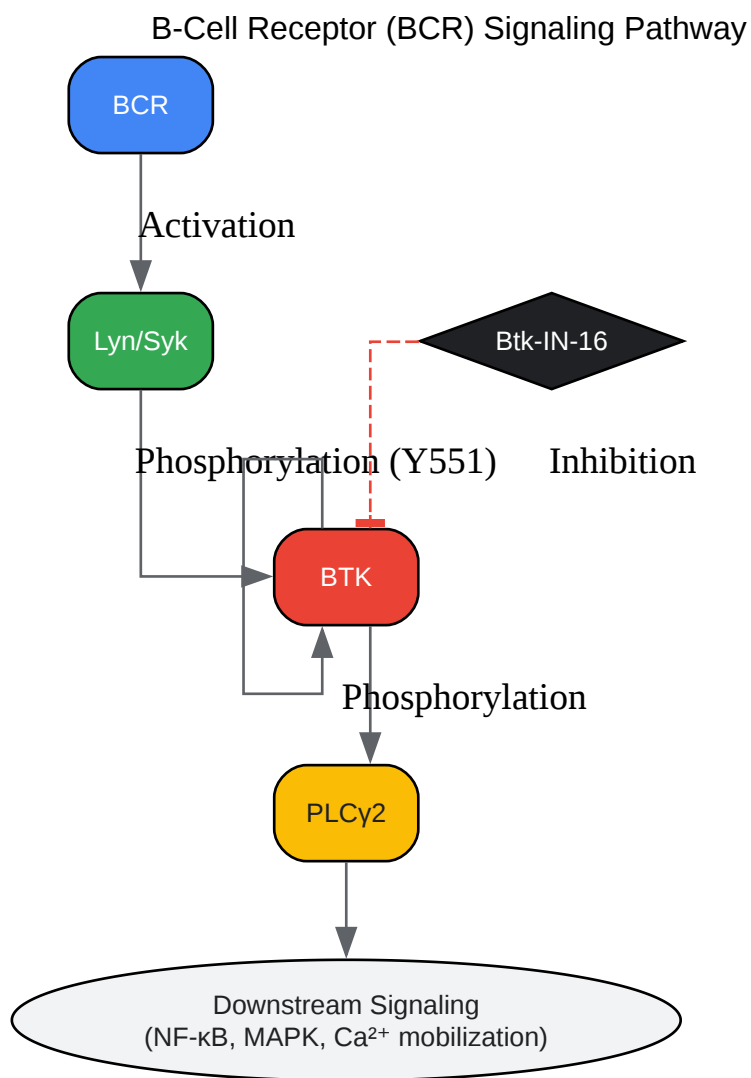 B-Cell Receptor (BCR) Signaling Pathway
BCR
Activation
Lyn/Syk
Btk-IN-16
Phosphorylation (Y551)
Inhibition
BTK
Phosphorylation
PLCγ2
Downstream Signaling
(NF-κB, MAPK, Ca²⁺ mobilization)